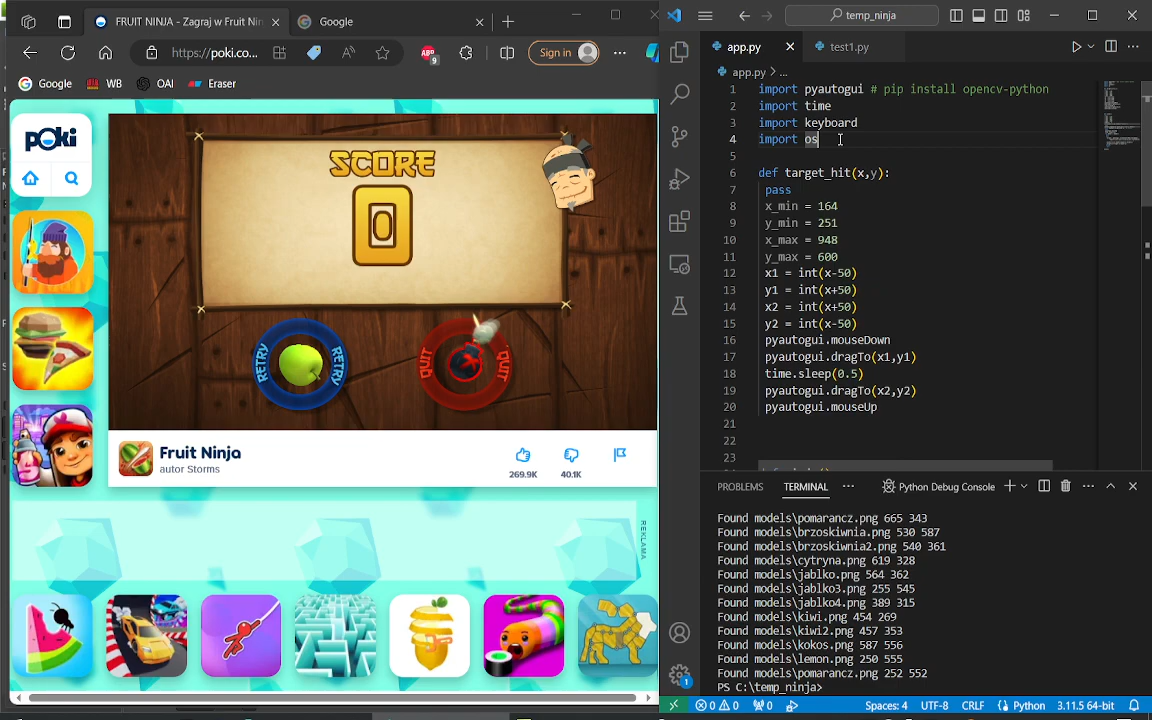 FRUIT NINJA - Zagraj w Fruit Nin
Google
https://poki.co...
ABP
9
Sign in
Google
WB
OAI
Eraser
poki
SCORE
0
RETRY
RETRY
QUIT
QUIT
Fruit Ninja
autor Storms
269.9K
40.1K
REKLAMA
temp_ninja
app.py
test1.py
app.py > ...
1 import pyautogui # pip install opencv-python
2 import time
3 import keyboard
4 import os
5
6 def target_hit(x,y):
7 pass
8 x_min = 164
9 y_min = 251
10 x_max = 948
11 y_max = 600
12 x1 = int(x-50)
13 y1 = int(x+50)
14 x2 = int(x+50)
15 y2 = int(x-50)
16 pyautogui.mouseDown
17 pyautogui.dragTo(x1,y1)
18 time.sleep(0.5)
19 pyautogui.dragTo(x2,y2)
20 pyautogui.mouseUp
21
22
23
PROBLEMS
TERMINAL
Python Debug Console
Found models\pomarancz.png 665 343
Found models\brzoskiwnia.png 530 587
Found models\brzoskiwnia2.png 540 361
Found models\cytryna.png 619 328
Found models\jablko.png 564 362
Found models\jablko3.png 255 545
Found models\jablko4.png 389 315
Found models\kiwi.png 454 269
Found models\kiwi2.png 457 353
Found models\kokos.png 587 556
Found models\lemon.png 250 555
Found models\pomarancz.png 252 552
PS C:\temp_ninja>
1
0 0 0
Spaces: 4
UTF-8
CRLF
Python
3.11.5 64-bit